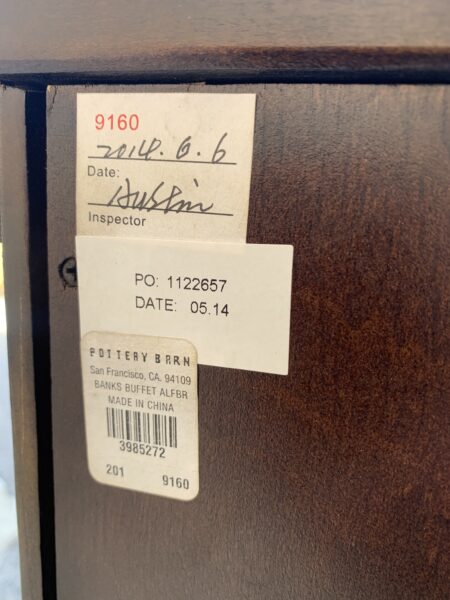 9160
2014.6.6
Date:
Austin
Inspector
PO: 1122657
DATE: 05.14
POTTERY BARN
San Francisco, CA. 94109
BANKS BUFFET ALFBR
MADE IN CHINA
3985272
201 9160